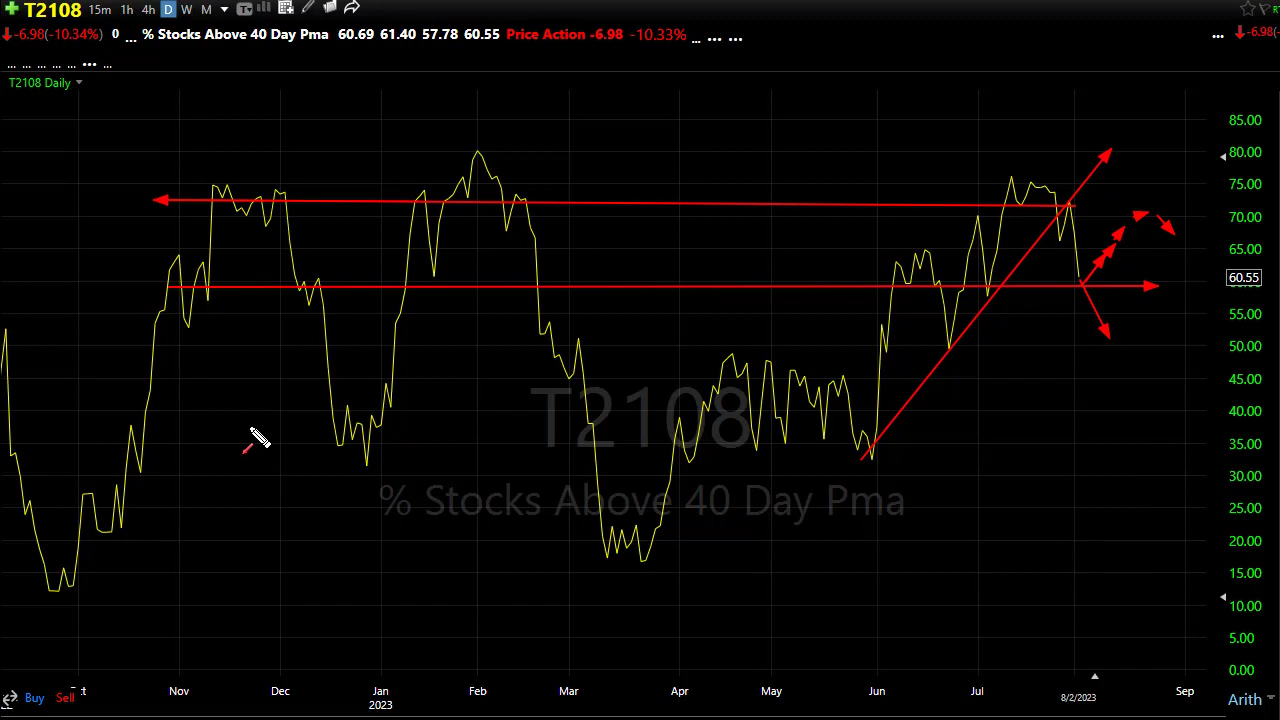 T2108 15m 1h 4h D W M Tv
-6.98(-10.34%) 0 ... % Stocks Above 40 Day Pma 60.69 61.40 57.78 60.55 Price Action -6.98 -10.33% ... ... ... ... -6.98(-
... ... ... ... ... ... ...
T2108 Daily
85.00
80.00
75.00
70.00
65.00
60.55
55.00
50.00
45.00
40.00
35.00
30.00
25.00
20.00
15.00
10.00
5.00
0.00
T2108
% Stocks Above 40 Day Pma
Buy Sell Nov Dec Jan Feb Mar Apr May Jun Jul 8/2/2023 Sep
2023
Arith